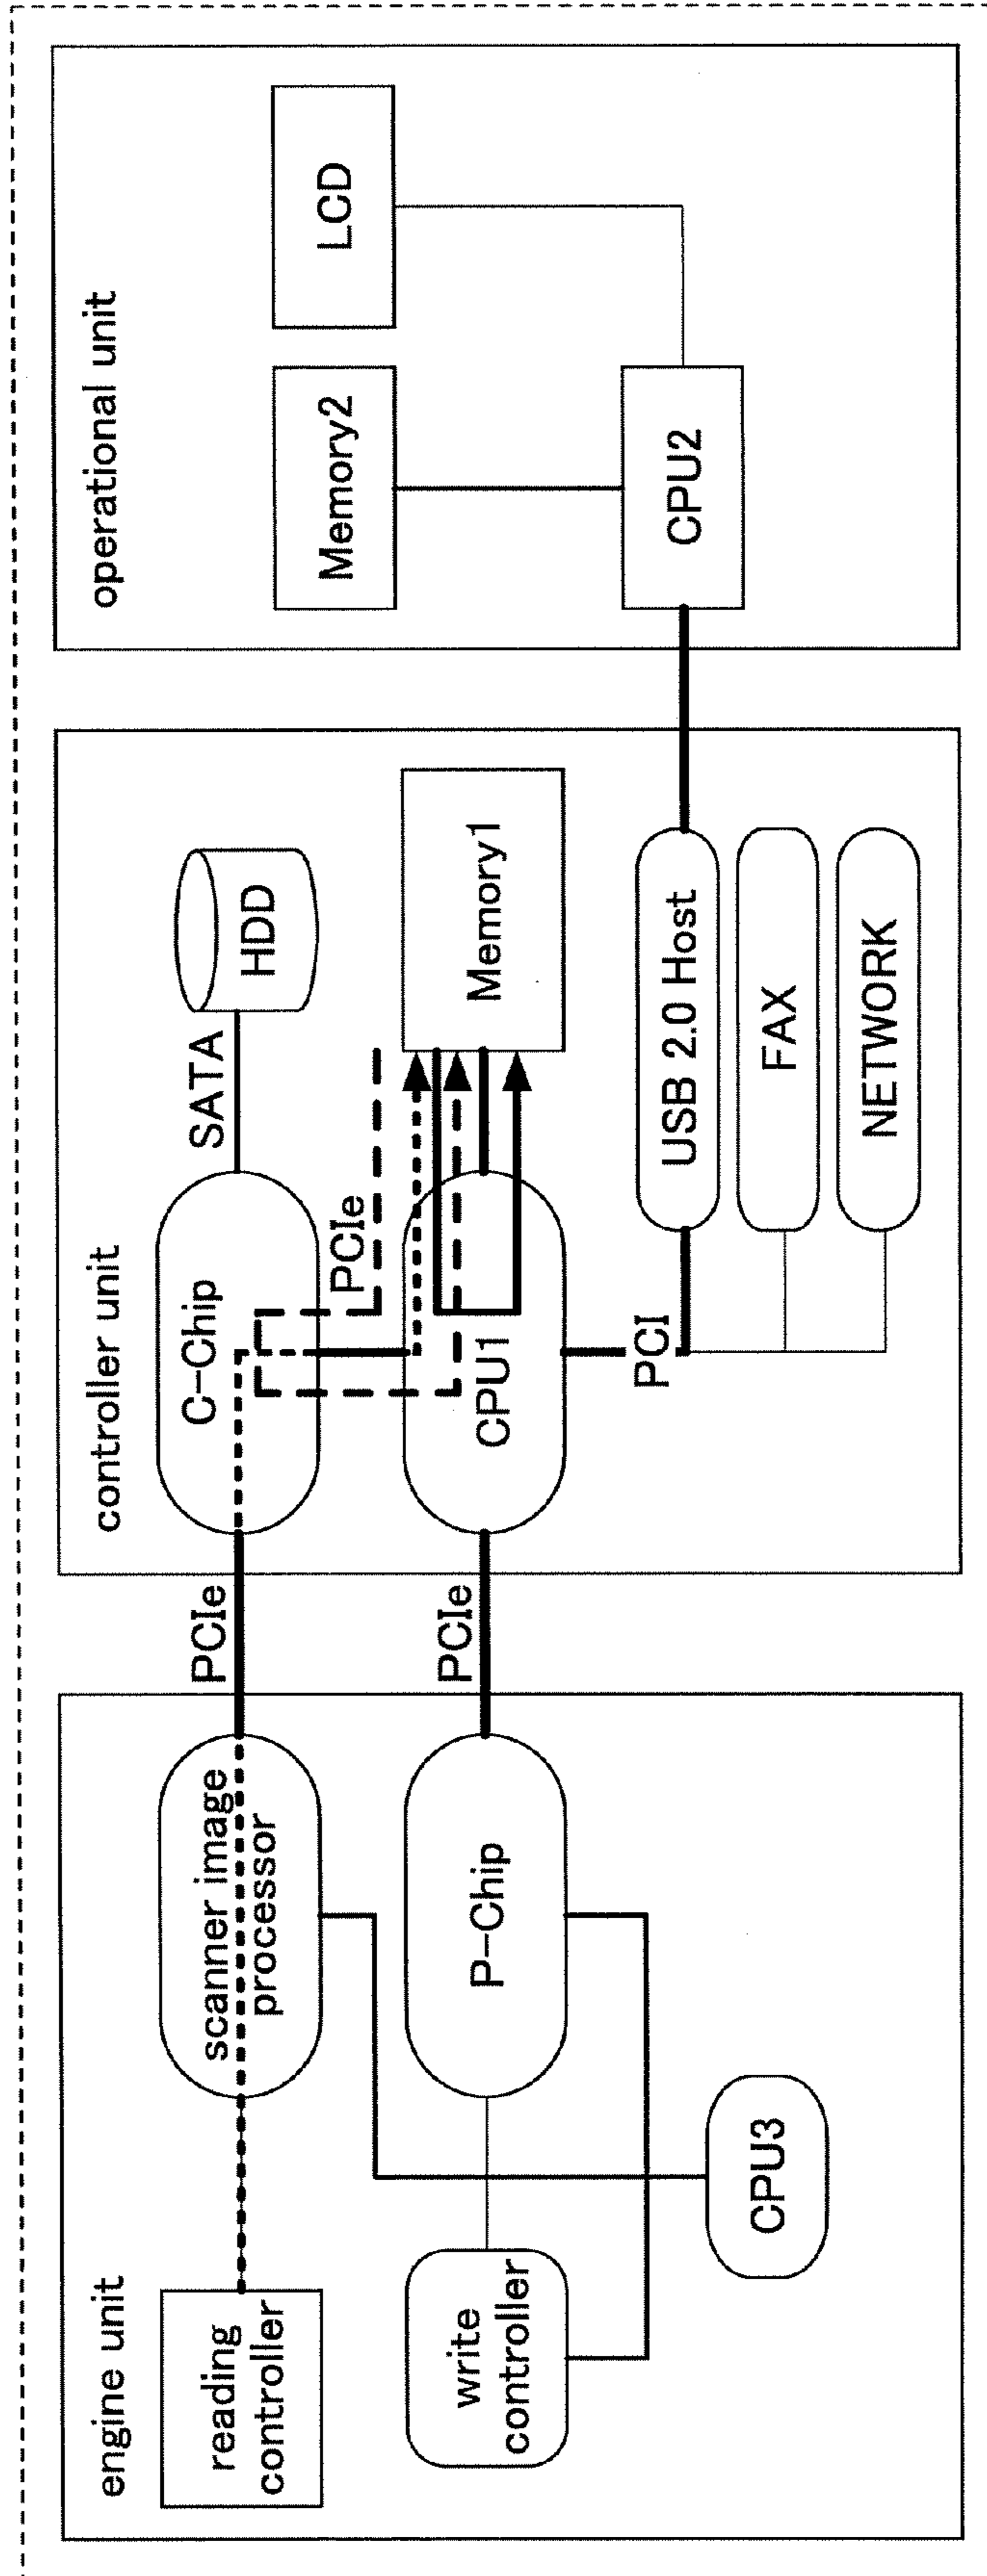 engine unit
reading
controller
scanner image
processor
write
controller
P-Chip
CPU3
PCIe
PCIe
controller unit
C-Chip
SATA
HDD
PCIe
CPU1
Memory1
PCI
USB 2.0 Host
FAX
NETWORK
operational unit
Memory2
LCD
CPU2